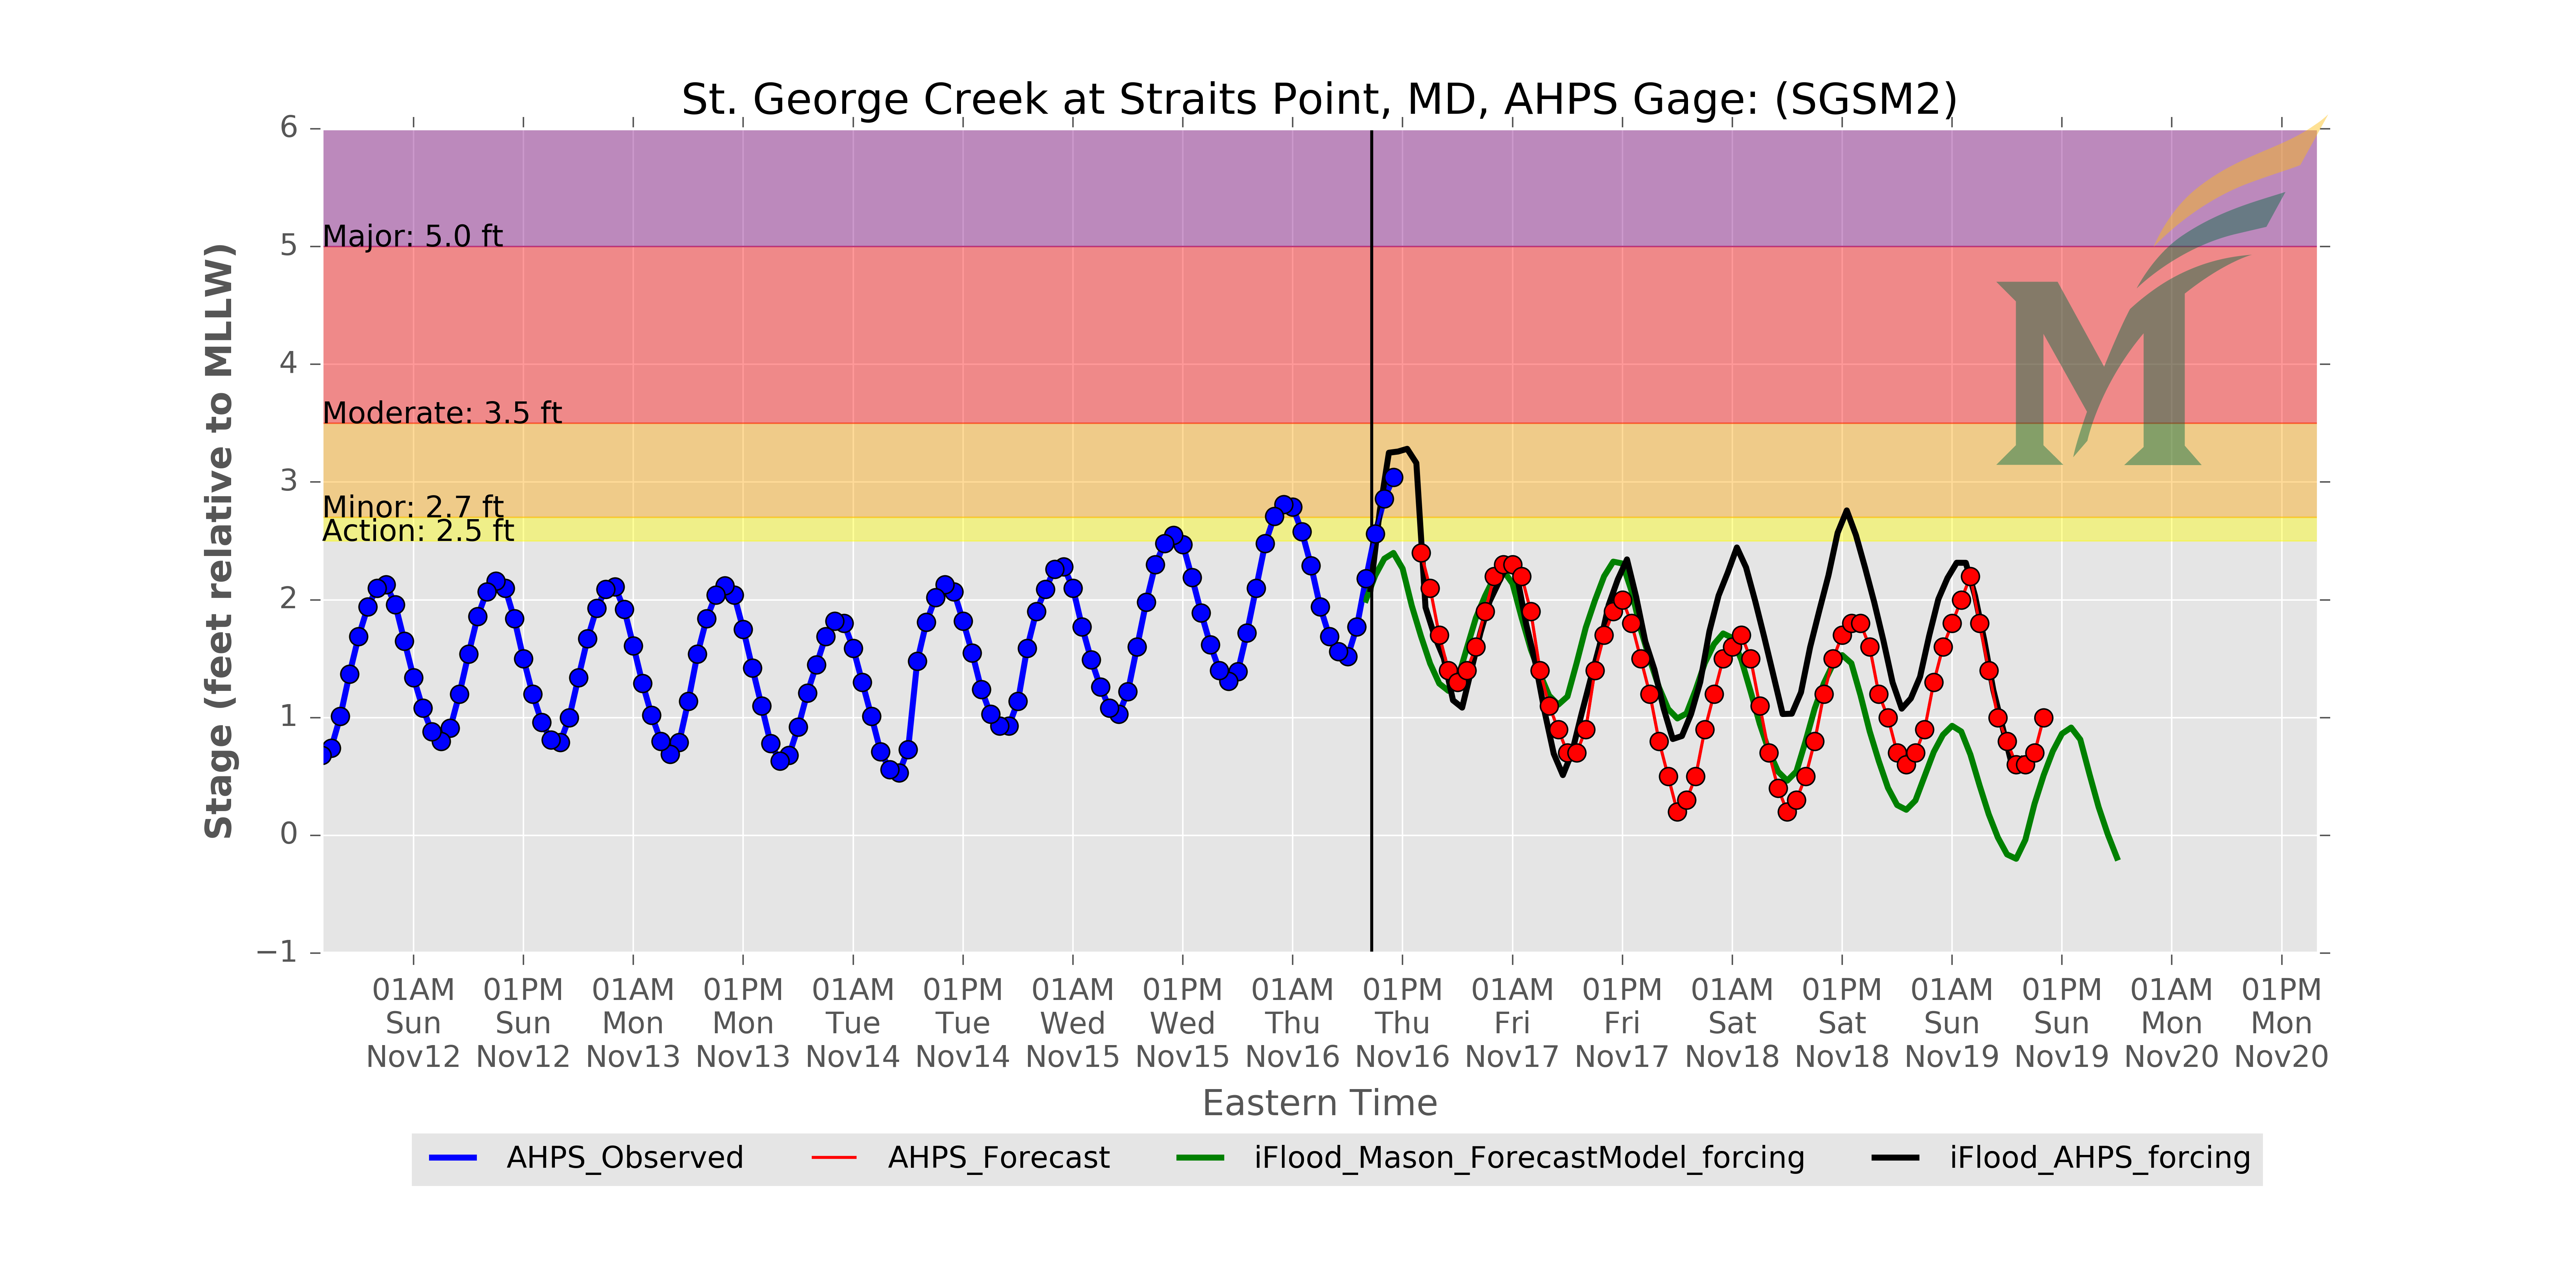 St. George Creek at Straits Point, MD, AHPS Gage: (SGSM2)
Stage (feet relative to MLLW)
6
5
4
3
2
1
0
−1
Major: 5.0 ft
Moderate: 3.5 ft
Minor: 2.7 ft
Action: 2.5 ft
M
01AM 01PM 01AM 01PM 01AM 01PM 01AM 01PM 01AM 01PM 01AM 01PM 01AM 01PM 01AM 01PM 01AM 01PM
Sun Sun Mon Mon Tue Tue Wed Wed Thu Thu Fri Fri Sat Sat Sun Sun Mon Mon
Nov12 Nov12 Nov13 Nov13 Nov14 Nov14 Nov15 Nov15 Nov16 Nov16 Nov17 Nov17 Nov18 Nov18 Nov19 Nov19 Nov20 Nov20
Eastern Time
AHPS_Observed AHPS_Forecast iFlood_Mason_ForecastModel_forcing iFlood_AHPS_forcing